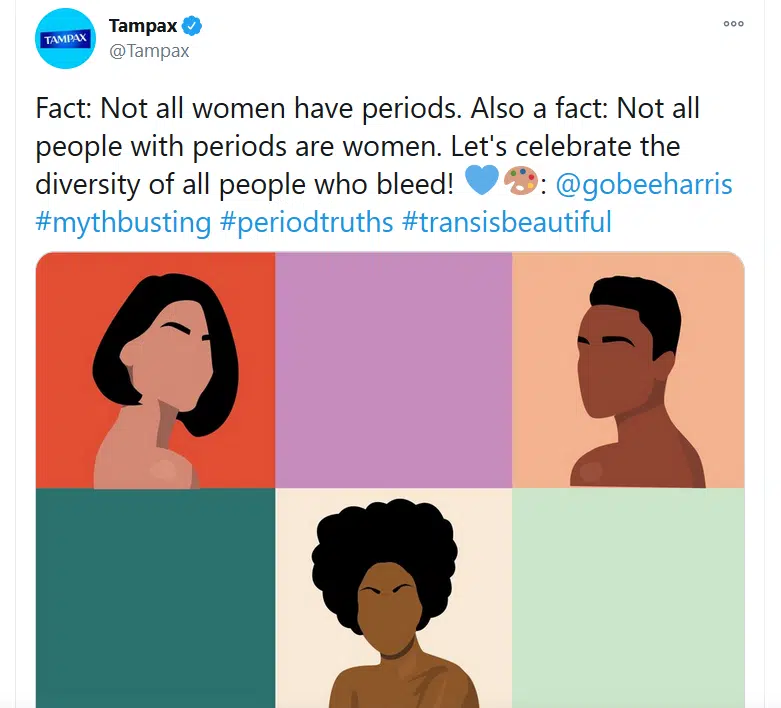 TAMPAX
Tampax
@Tampax
Fact: Not all women have periods. Also a fact: Not all
people with periods are women. Let's celebrate the
diversity of all people who bleed! 💙🎨: @gobeeharris
#mythbusting #periodtruths #transisbeautiful